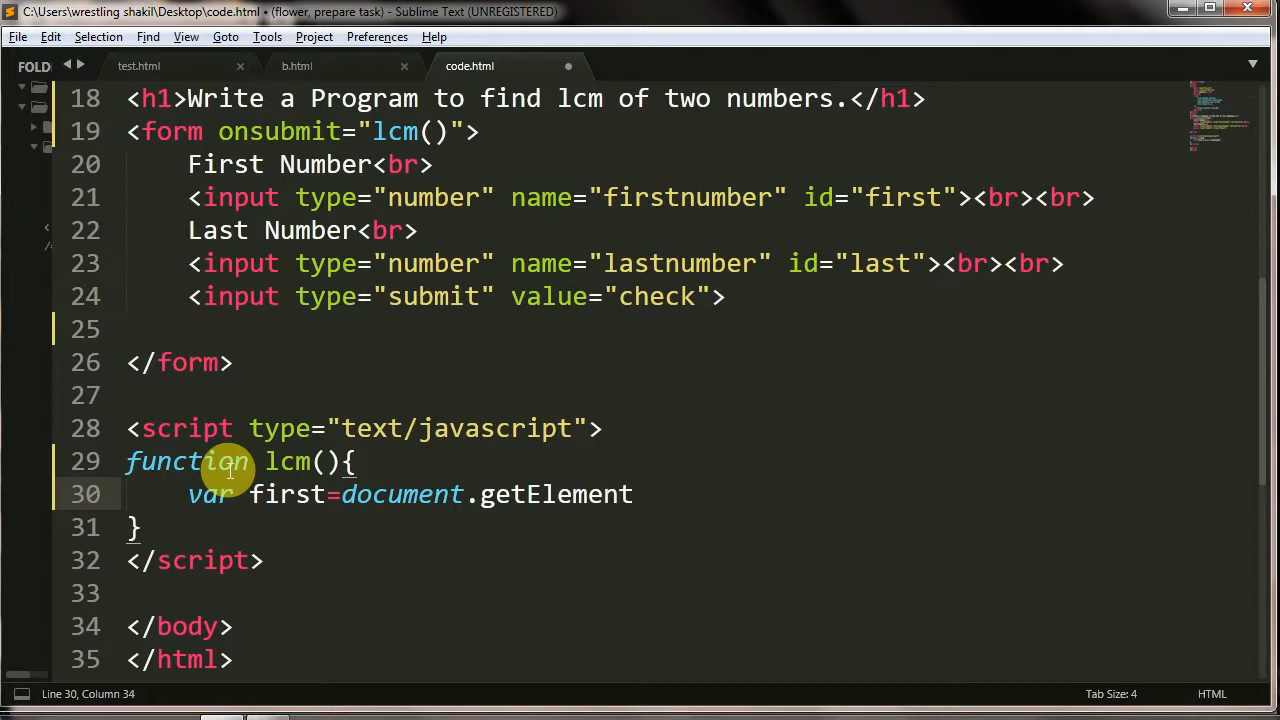 C:\Users\wrestling shakil\Desktop\code.html • (flower, prepare task) - Sublime Text (UNREGISTERED)
File Edit Selection Find View Goto Tools Project Preferences Help
FOLD
test.html × b.html × code.html
18 <h1>Write a Program to find lcm of two numbers.</h1>
19 <form onsubmit="lcm()">
20 First Number<br>
21 <input type="number" name="firstnumber" id="first"><br><br>
22 Last Number<br>
23 <input type="number" name="lastnumber" id="last"><br><br>
24 <input type="submit" value="check">
25
26 </form>
27
28 <script type="text/javascript">
29 function lcm(){
30 var first=document.getElement
31 }
32 </script>
33
34 </body>
35 </html>
Line 30, Column 34 Tab Size: 4 HTML